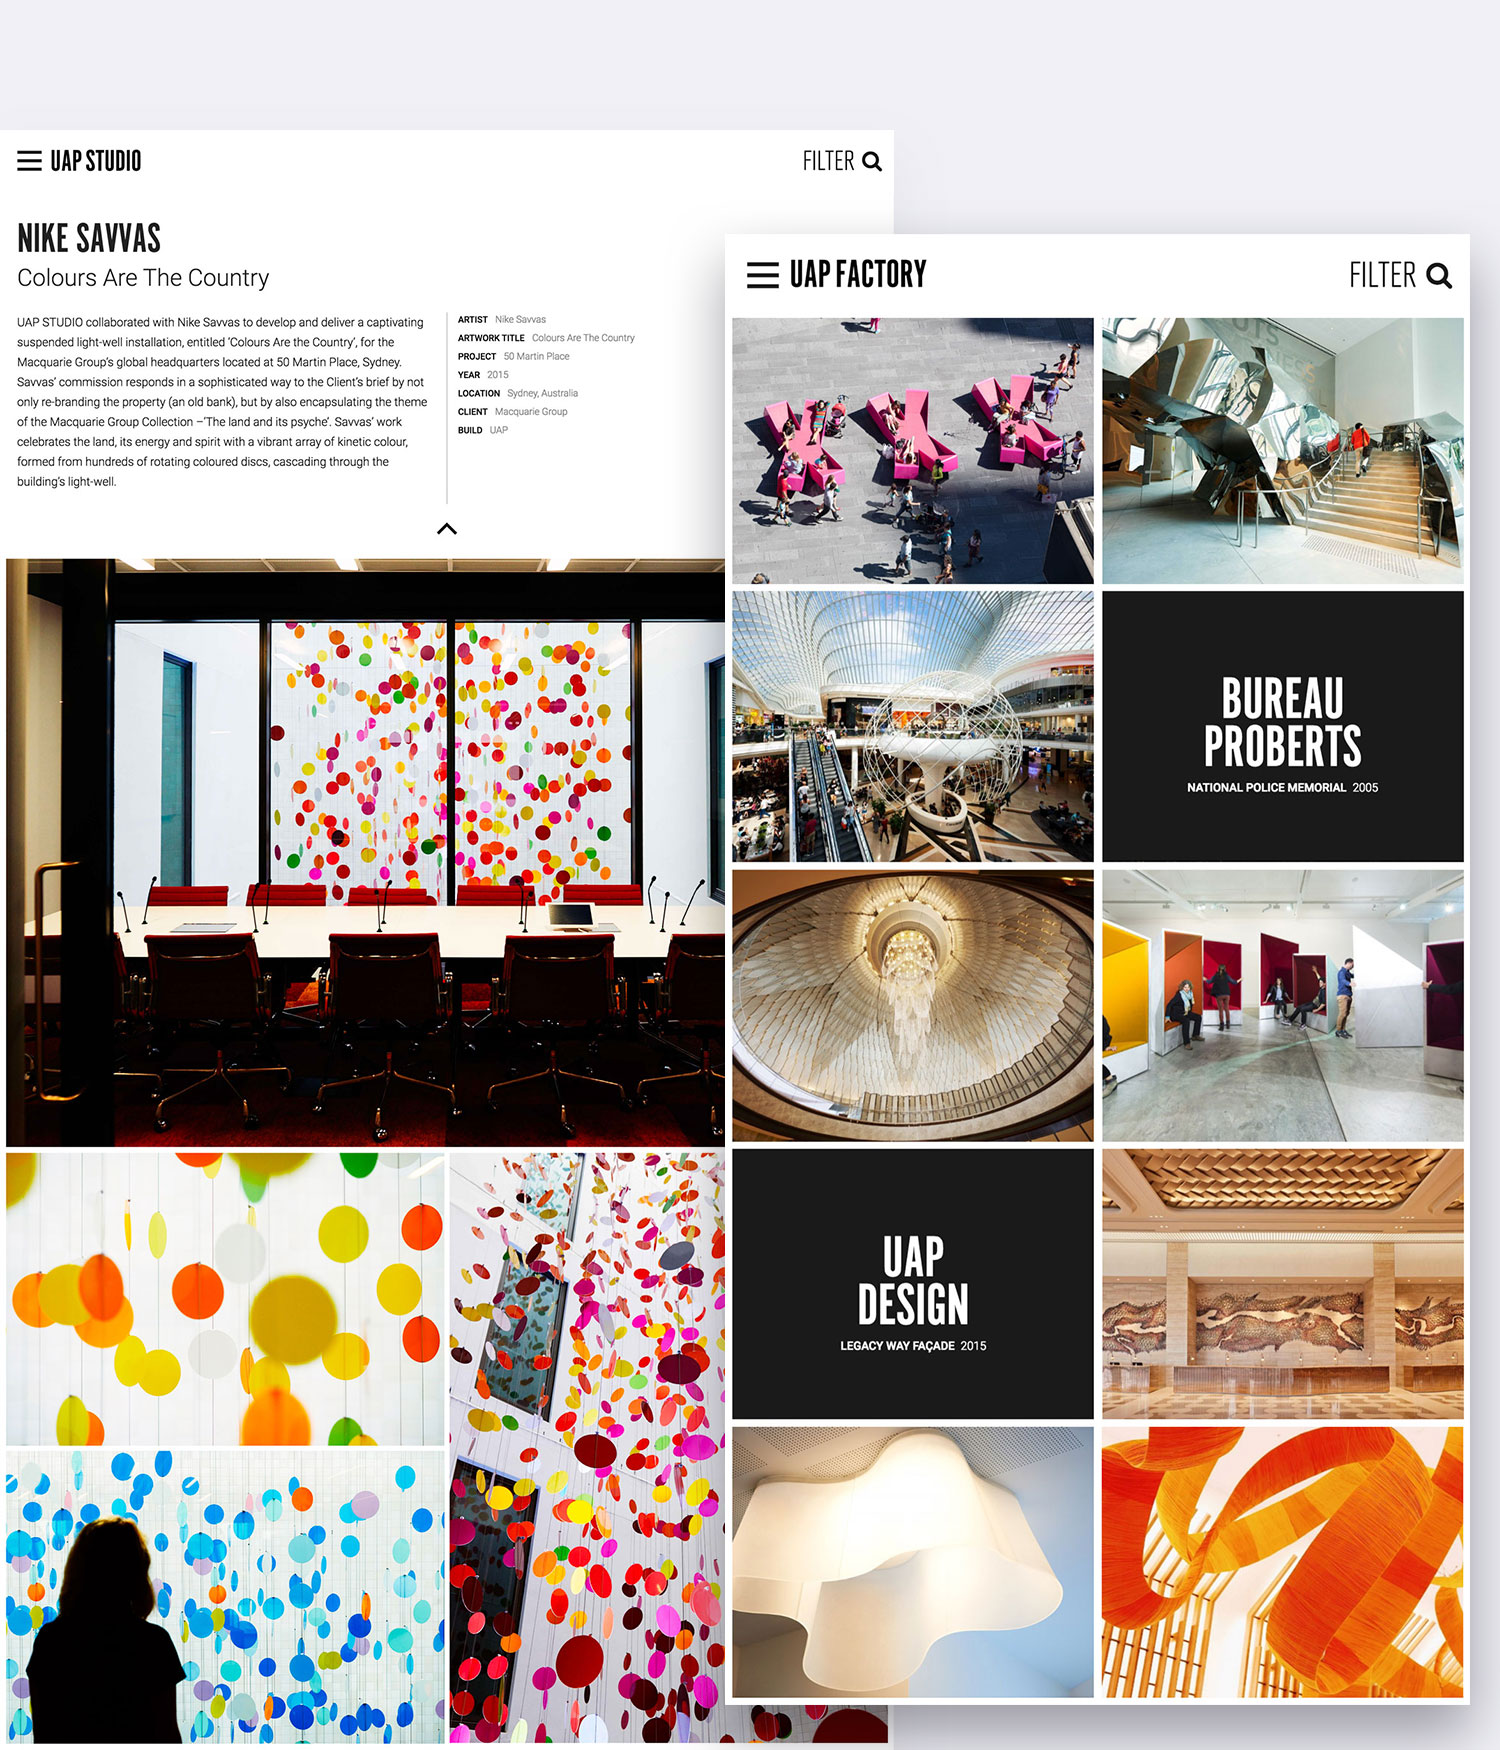 UAP STUDIO
FILTER
NIKE SAVVAS
Colours Are The Country
UAP STUDIO collaborated with Nike Savvas to develop and deliver a captivating
suspended light-well installation, entitled ‘Colours Are the Country’, for the
Macquarie Group’s global headquarters located at 50 Martin Place, Sydney.
Savvas’ commission responds in a sophisticated way to the Client’s brief by not
only re-branding the property (an old bank), but by also encapsulating the theme
of the Macquarie Group Collection –‘The land and its psyche’. Savvas’ work
celebrates the land, its energy and spirit with a vibrant array of kinetic colour,
formed from hundreds of rotating coloured discs, cascading through the
building’s light-well.
ARTIST Nike Savvas
ARTWORK TITLE Colours Are The Country
PROJECT 50 Martin Place
YEAR 2015
LOCATION Sydney, Australia
CLIENT Macquarie Group
BUILD UAP
UAP FACTORY
FILTER
BUREAU
PROBERTS
NATIONAL POLICE MEMORIAL 2005
UAP
DESIGN
LEGACY WAY FAÇADE 2015